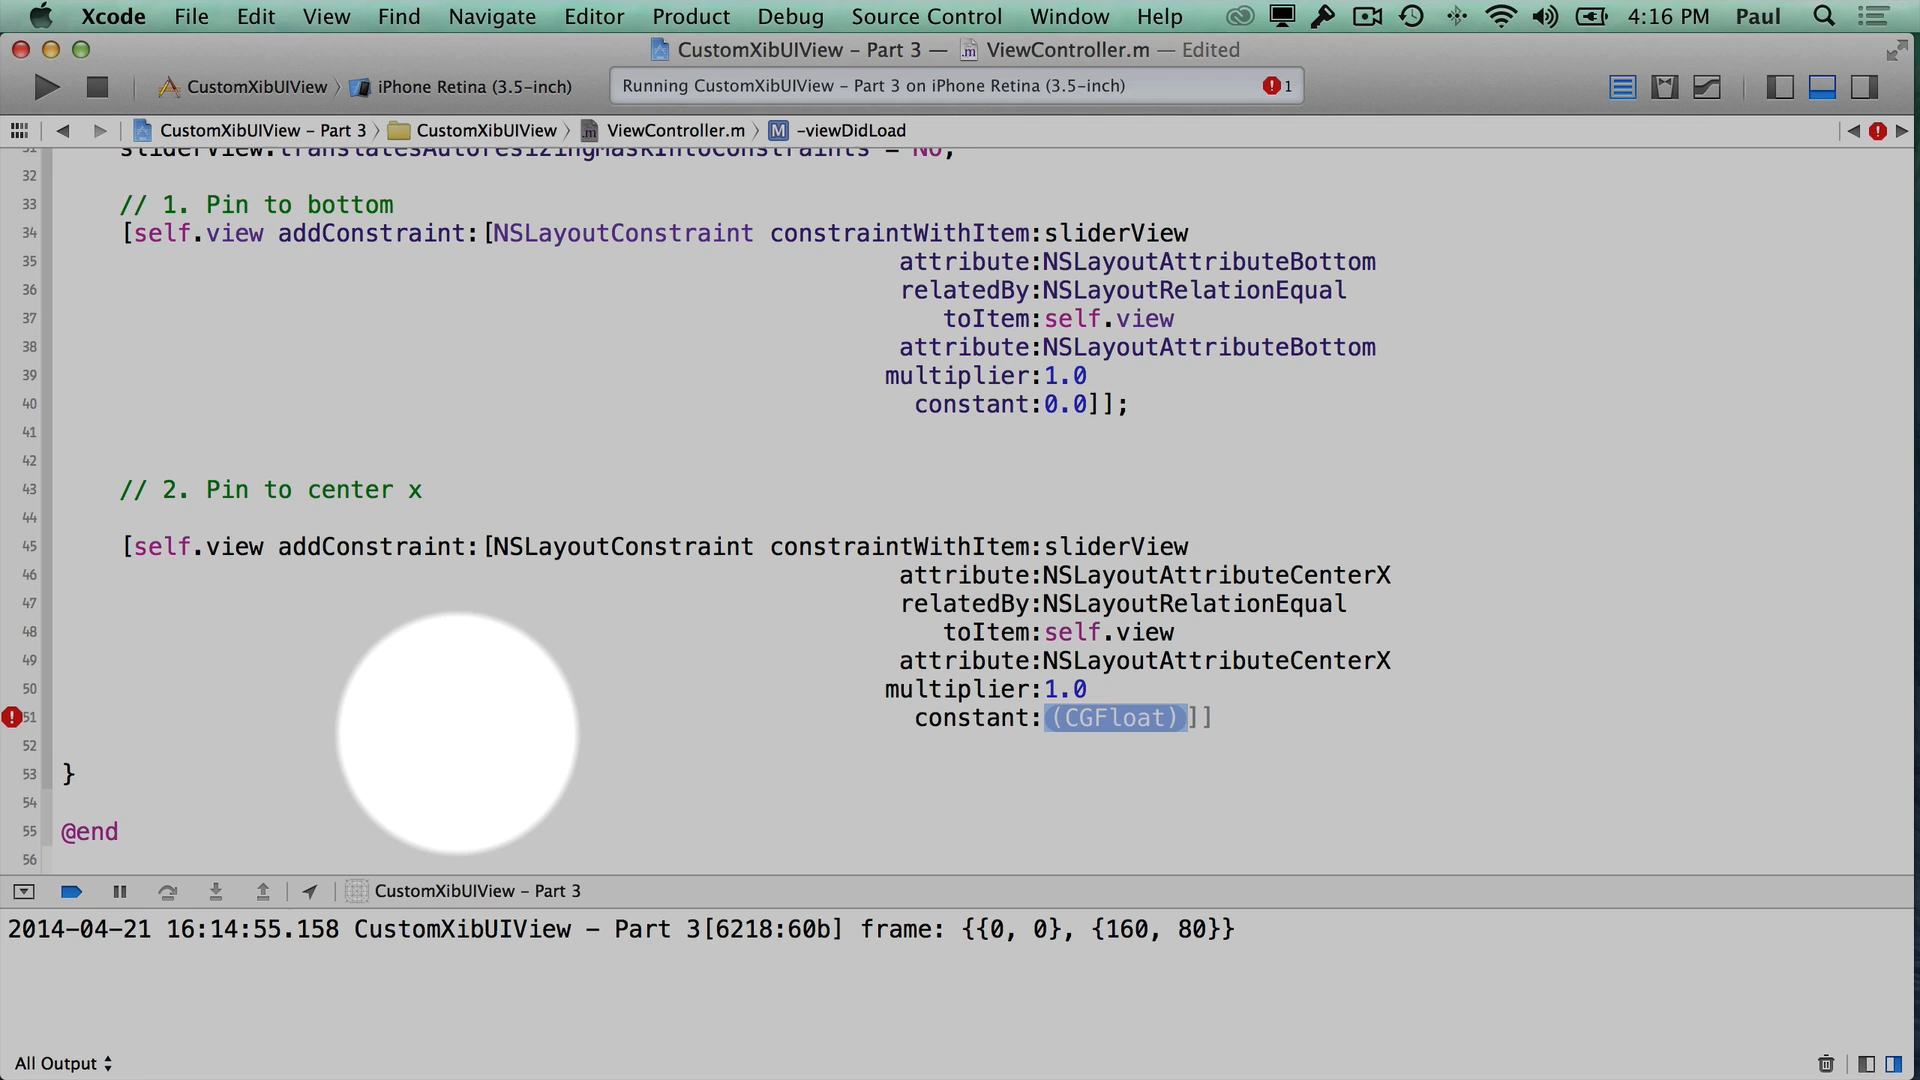 Xcode File Edit View Find Navigate Editor Product Debug Source Control Window Help 4:16 PM Paul
CustomXibUIView – Part 3 — ViewController.m — Edited
CustomXibUIView iPhone Retina (3.5-inch) Running CustomXibUIView – Part 3 on iPhone Retina (3.5-inch) 1
CustomXibUIView – Part 3 CustomXibUIView ViewController.m M -viewDidLoad
31 sliderView.translatesAutoresizingMaskIntoConstraints = NO;
32
33 // 1. Pin to bottom
34 [self.view addConstraint:[NSLayoutConstraint constraintWithItem:sliderView
35 attribute:NSLayoutAttributeBottom
36 relatedBy:NSLayoutRelationEqual
37 toItem:self.view
38 attribute:NSLayoutAttributeBottom
39 multiplier:1.0
40 constant:0.0]];
41
42
43 // 2. Pin to center x
44
45 [self.view addConstraint:[NSLayoutConstraint constraintWithItem:sliderView
46 attribute:NSLayoutAttributeCenterX
47 relatedBy:NSLayoutRelationEqual
48 toItem:self.view
49 attribute:NSLayoutAttributeCenterX
50 multiplier:1.0
51 constant:(CGFloat)]]
52
53 }
54
55 @end
56
CustomXibUIView – Part 3
2014-04-21 16:14:55.158 CustomXibUIView – Part 3[6218:60b] frame: {{0, 0}, {160, 80}}
All Output